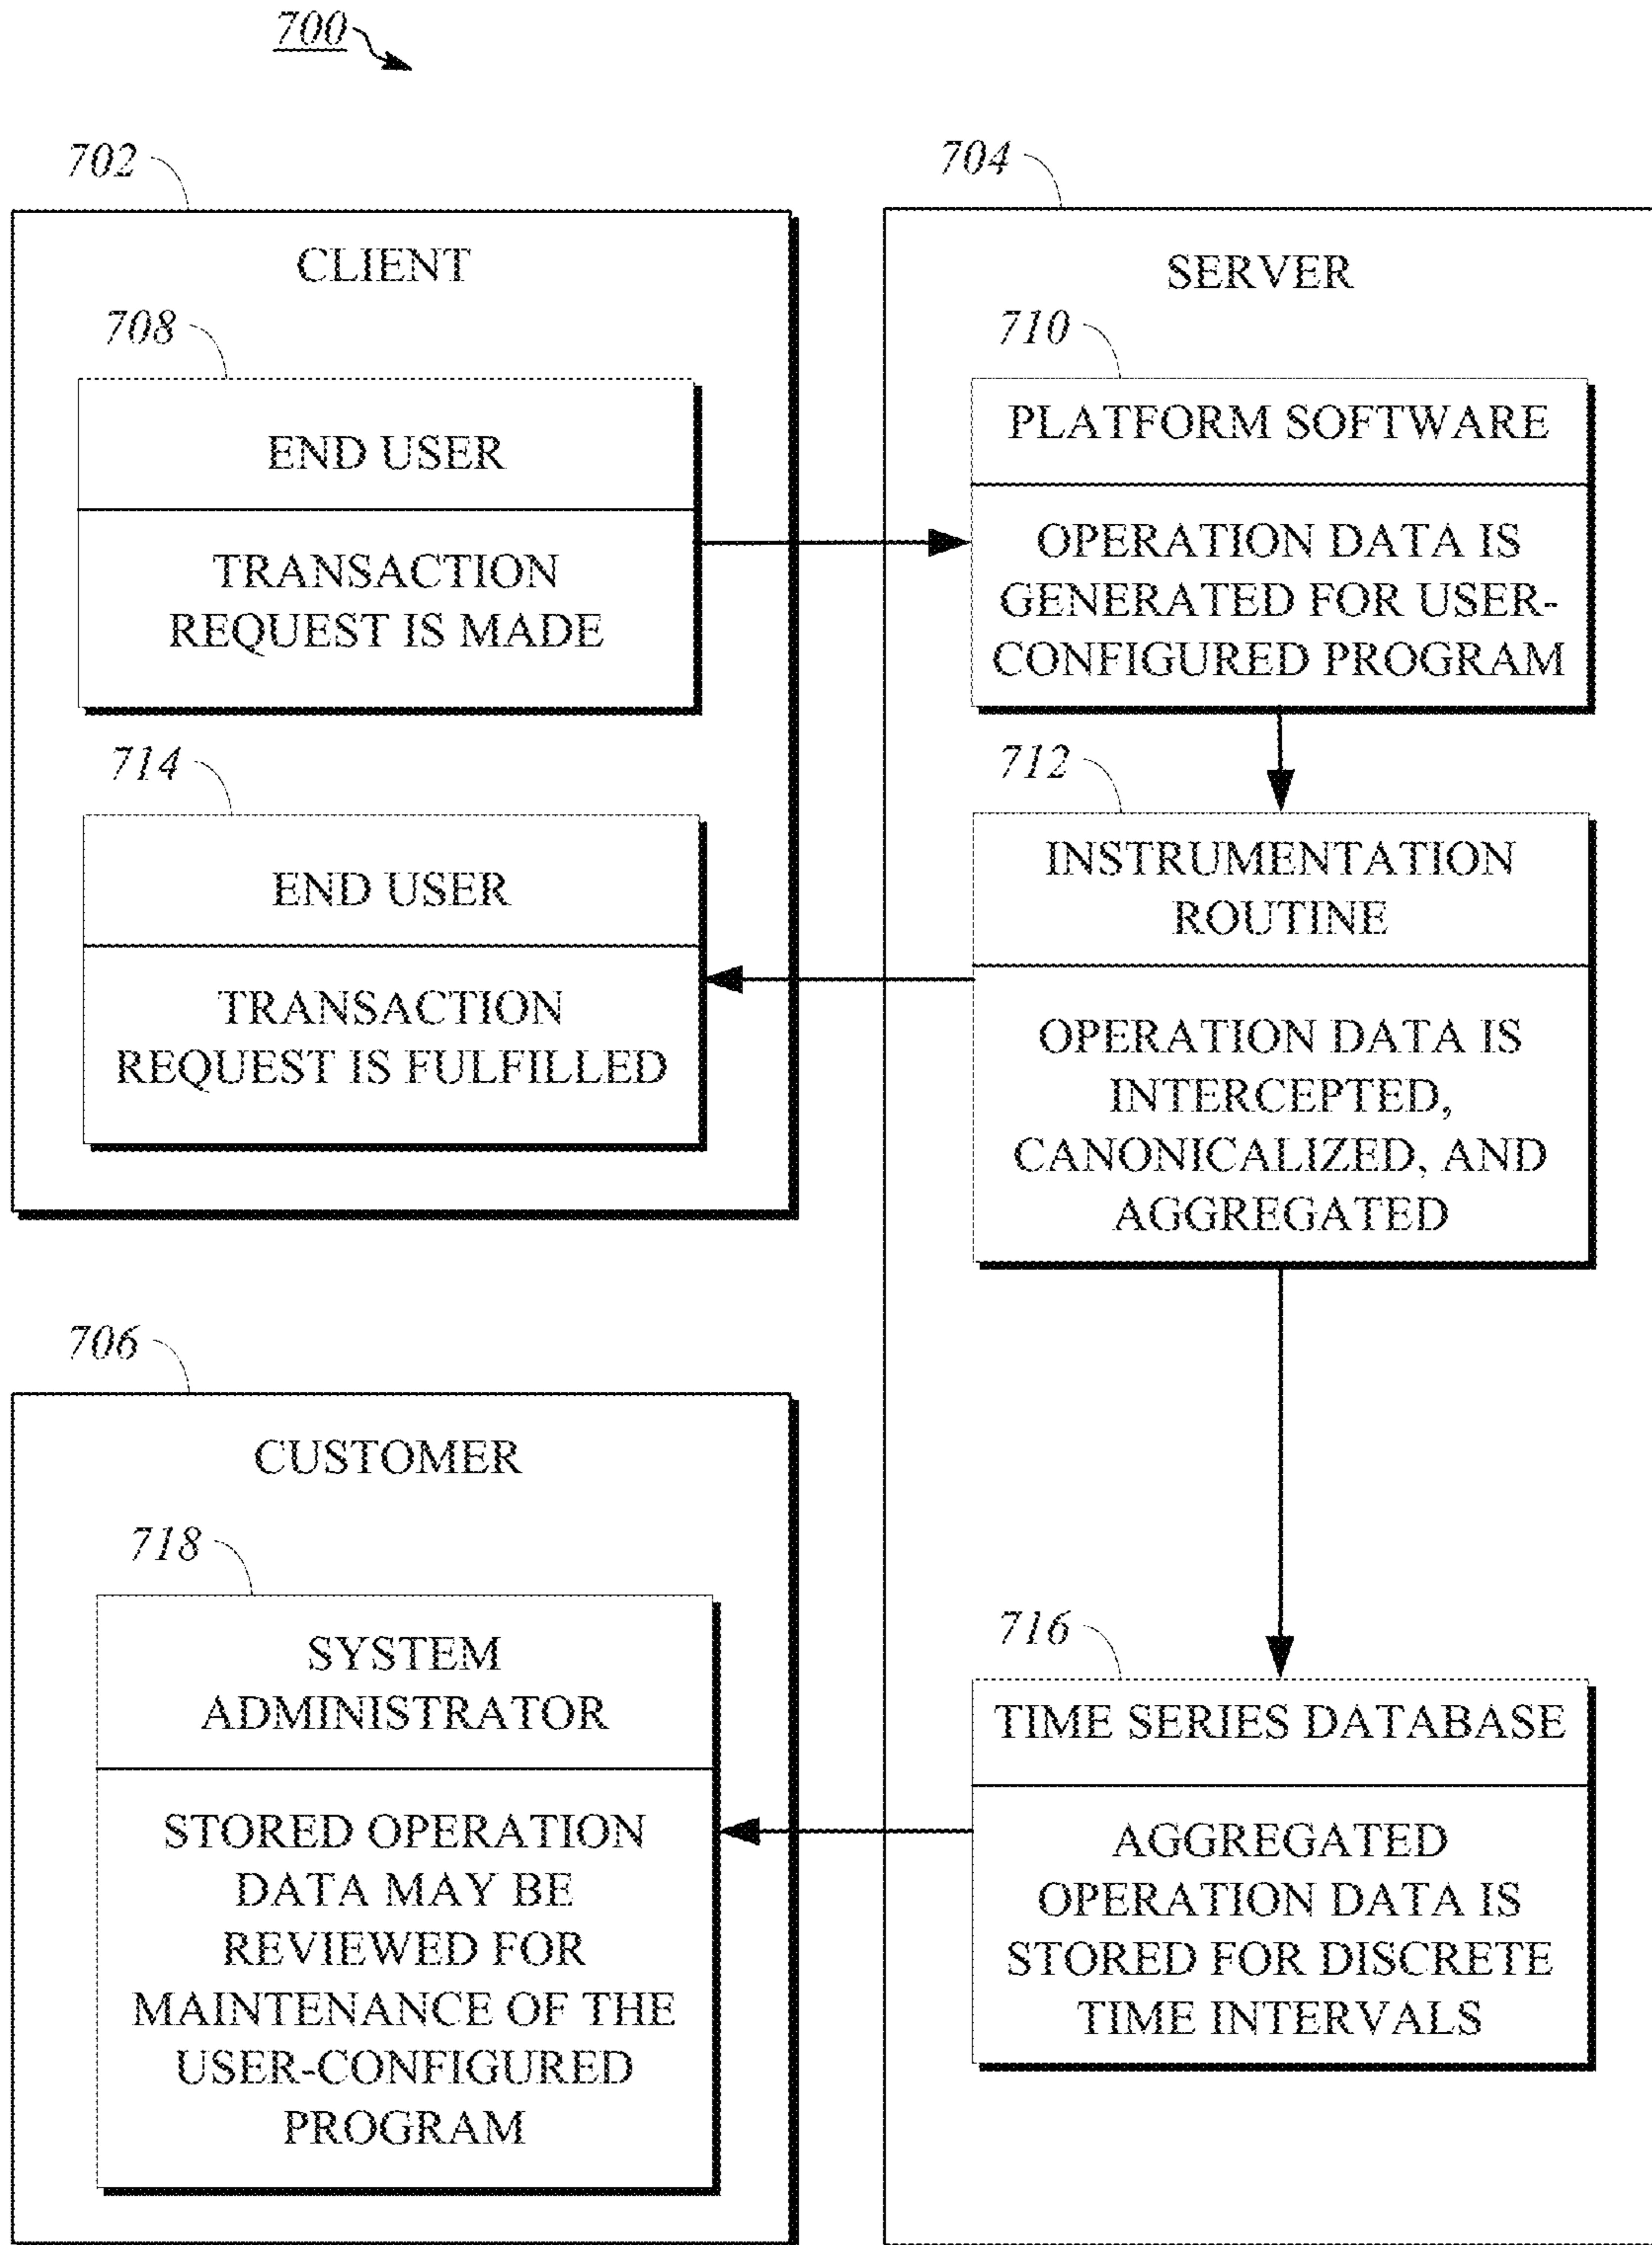 700
702
CLIENT
708
END USER
TRANSACTION
REQUEST IS MADE
714
END USER
TRANSACTION
REQUEST IS FULFILLED
704
SERVER
710
PLATFORM SOFTWARE
OPERATION DATA IS
GENERATED FOR USER-
CONFIGURED PROGRAM
712
INSTRUMENTATION
ROUTINE
OPERATION DATA IS
INTERCEPTED,
CANONICALIZED, AND
AGGREGATED
716
TIME SERIES DATABASE
AGGREGATED
OPERATION DATA IS
STORED FOR DISCRETE
TIME INTERVALS
706
CUSTOMER
718
SYSTEM
ADMINISTRATOR
STORED OPERATION
DATA MAY BE
REVIEWED FOR
MAINTENANCE OF THE
USER-CONFIGURED
PROGRAM